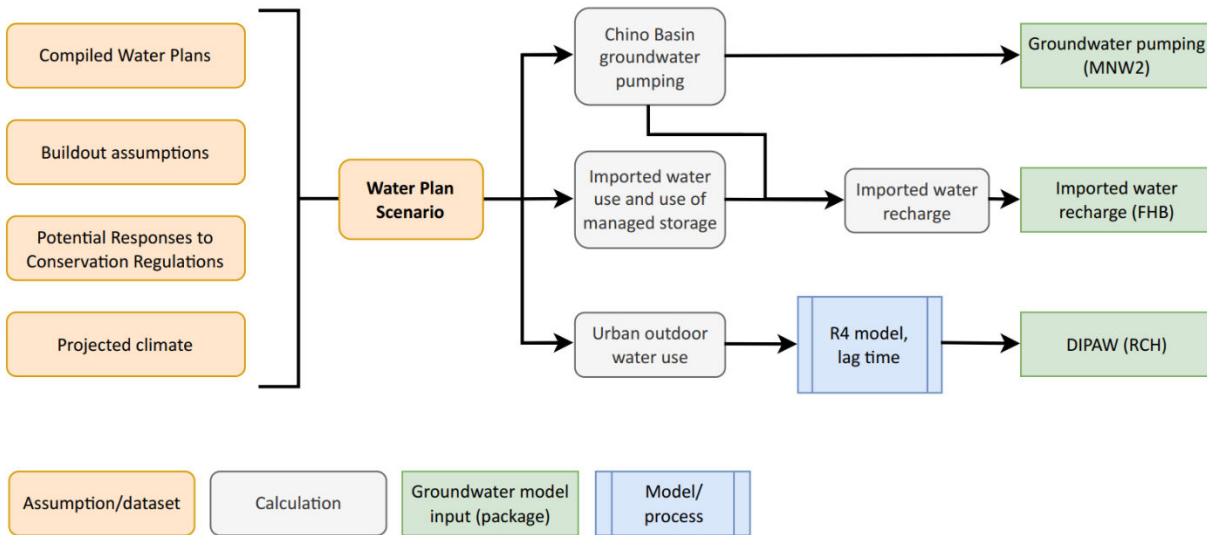 Compiled Water Plans
Buildout assumptions
Potential Responses to
Conservation Regulations
Projected climate
Water Plan
Scenario
Chino Basin
groundwater
pumping
Imported water
use and use of
managed storage
Urban outdoor
water use
Imported water
recharge
R4 model,
lag time
Groundwater pumping
(MNW2)
Imported water
recharge (FHB)
DIPAW (RCH)
Assumption/dataset
Calculation
Groundwater model
input (package)
Model/
process